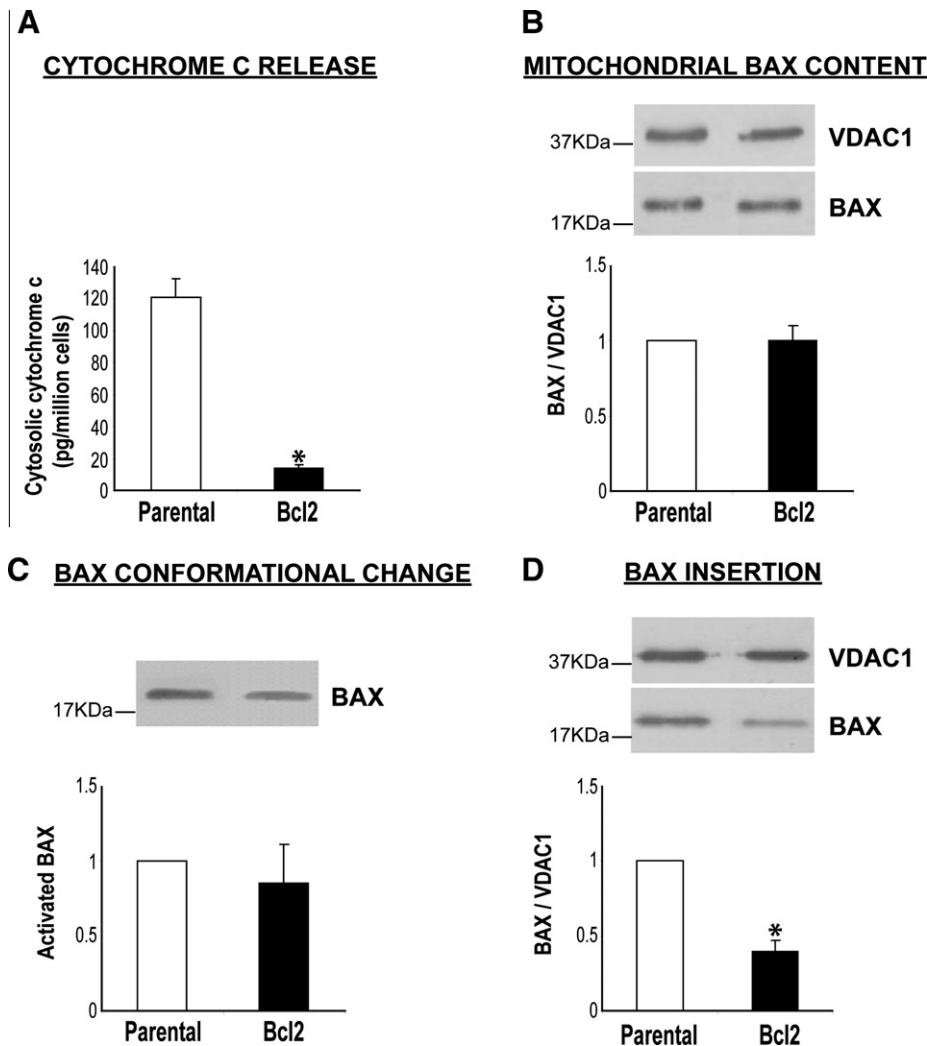 A
CYTOCHROME C RELEASE
Cytosolic cytochrome c
(pg/million cells)
140
120
100
80
60
40
20
0
*
Parental Bcl2
B
MITOCHONDRIAL BAX CONTENT
37KDa VDAC1
17KDa BAX
BAX / VDAC1
1.5
1
0.5
0
Parental Bcl2
C
BAX CONFORMATIONAL CHANGE
17KDa BAX
Activated BAX
1.5
1
0.5
0
Parental Bcl2
D
BAX INSERTION
37KDa VDAC1
17KDa BAX
BAX / VDAC1
1.5
1
0.5
0
*
Parental Bcl2